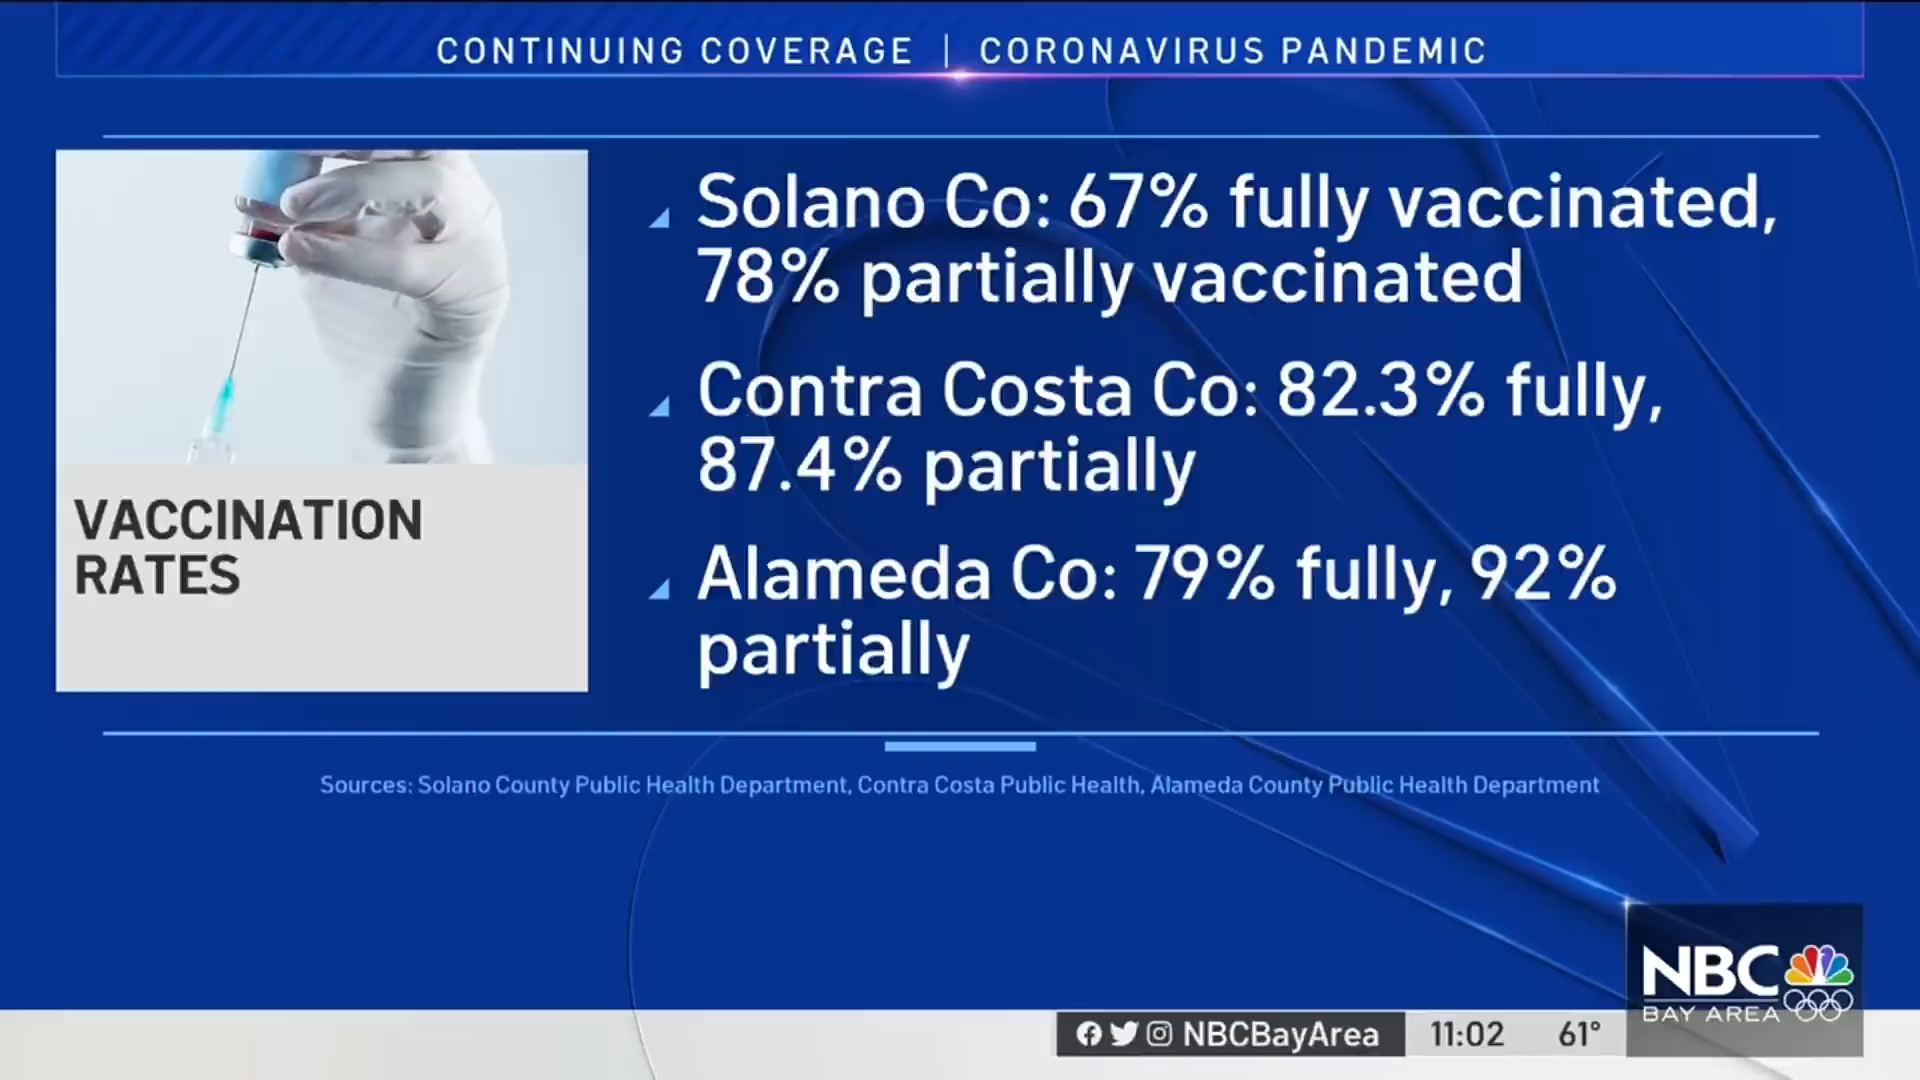 CONTINUING COVERAGE | CORONAVIRUS PANDEMIC
Solano Co: 67% fully vaccinated,
78% partially vaccinated
Contra Costa Co: 82.3% fully,
87.4% partially
Alameda Co: 79% fully, 92%
partially
VACCINATION
RATES
Sources: Solano County Public Health Department, Contra Costa Public Health, Alameda County Public Health Department
NBC
BAY AREA
NBCBayArea 11:02 61°